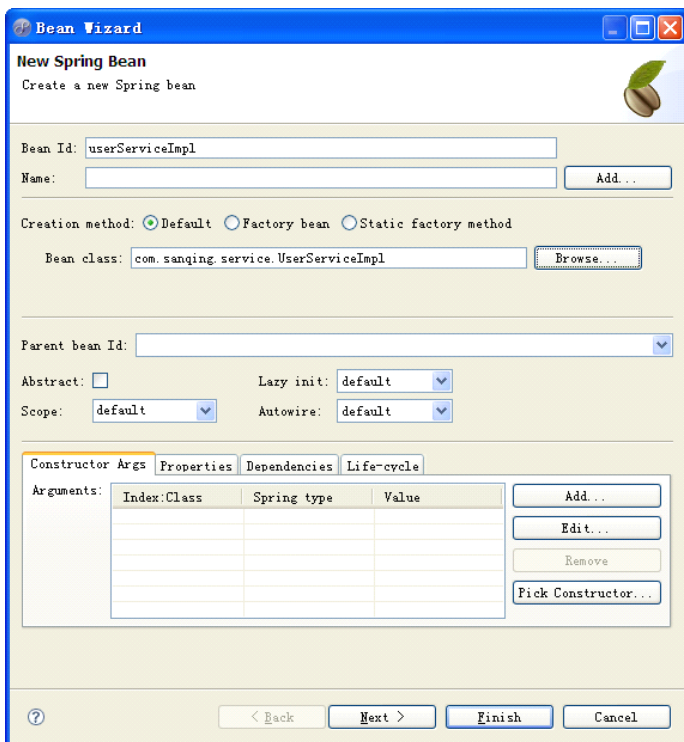 Bean Wizard
New Spring Bean
Create a new Spring bean
Bean Id: userServiceImpl
Name: Add...
Creation method: Default Factory bean Static factory method
Bean class: com.sanqing.service.UserServiceImpl Browse...
Parent bean Id:
Abstract: Lazy init: default
Scope: default Autowire: default
Constructor Args Properties Dependencies Life-cycle
Arguments: Index:Class Spring type Value Add...
Edit...
Remove
Pick Constructor...
? < Back Next > Finish Cancel